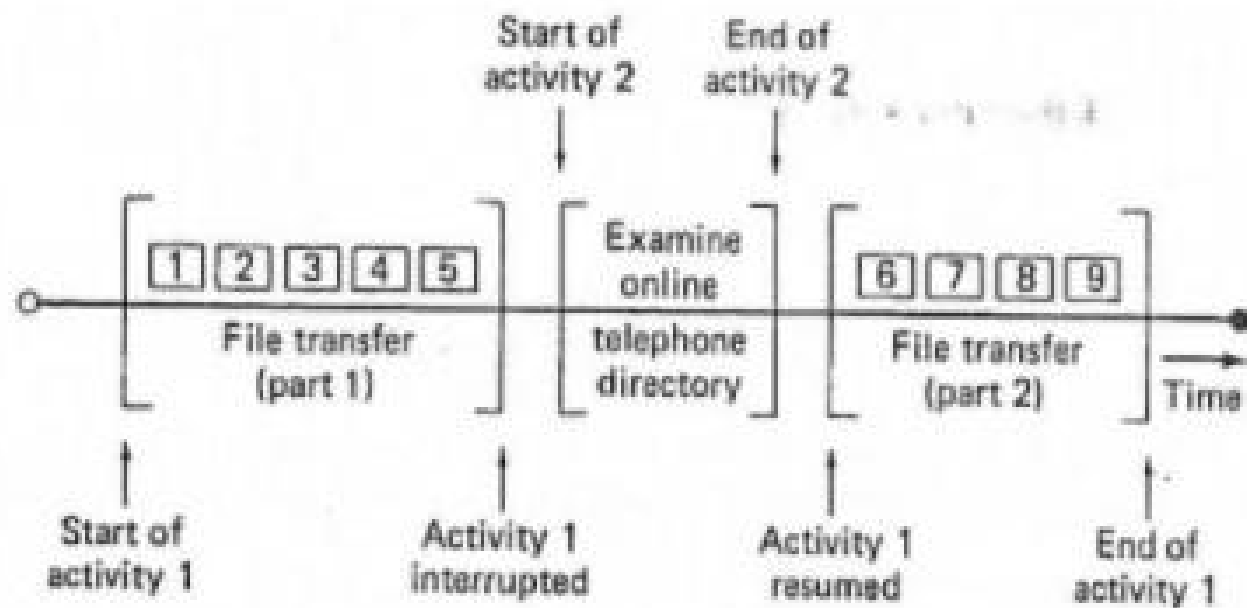 Start of
activity 2
End of
activity 2
1 2 3 4 5
File transfer
(part 1)
Examine
online
telephone
directory
6 7 8 9
File transfer
(part 2)
Time
Start of
activity 1
Activity 1
interrupted
Activity 1
resumed
End of
activity 1